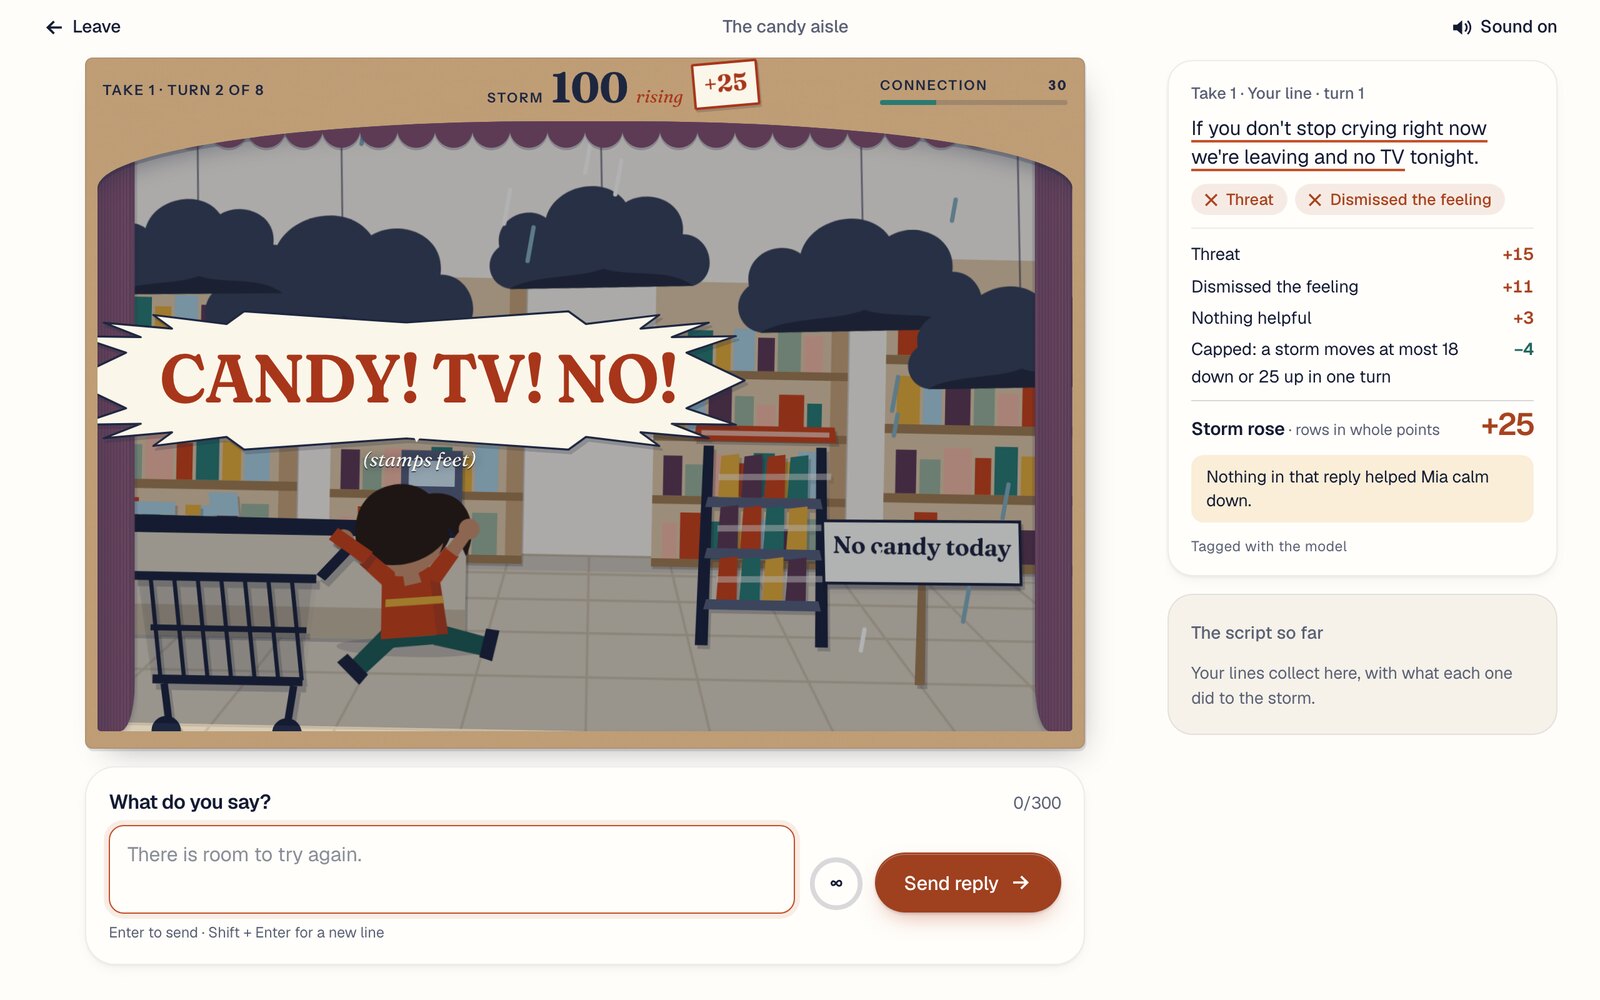 Leave
The candy aisle
Sound on
TAKE 1 · TURN 2 OF 8
STORM 100 rising +25
CONNECTION 30
CANDY! TV! NO!
(stamps feet)
No candy today
What do you say?
0/300
There is room to try again.
∞
Send reply
Enter to send · Shift + Enter for a new line
Take 1 · Your line · turn 1
If you don't stop crying right now
we're leaving and no TV tonight.
Threat
Dismissed the feeling
Threat +15
Dismissed the feeling +11
Nothing helpful +3
Capped: a storm moves at most 18 −4
down or 25 up in one turn
Storm rose · rows in whole points +25
Nothing in that reply helped Mia calm
down.
Tagged with the model
The script so far
Your lines collect here, with what each one
did to the storm.